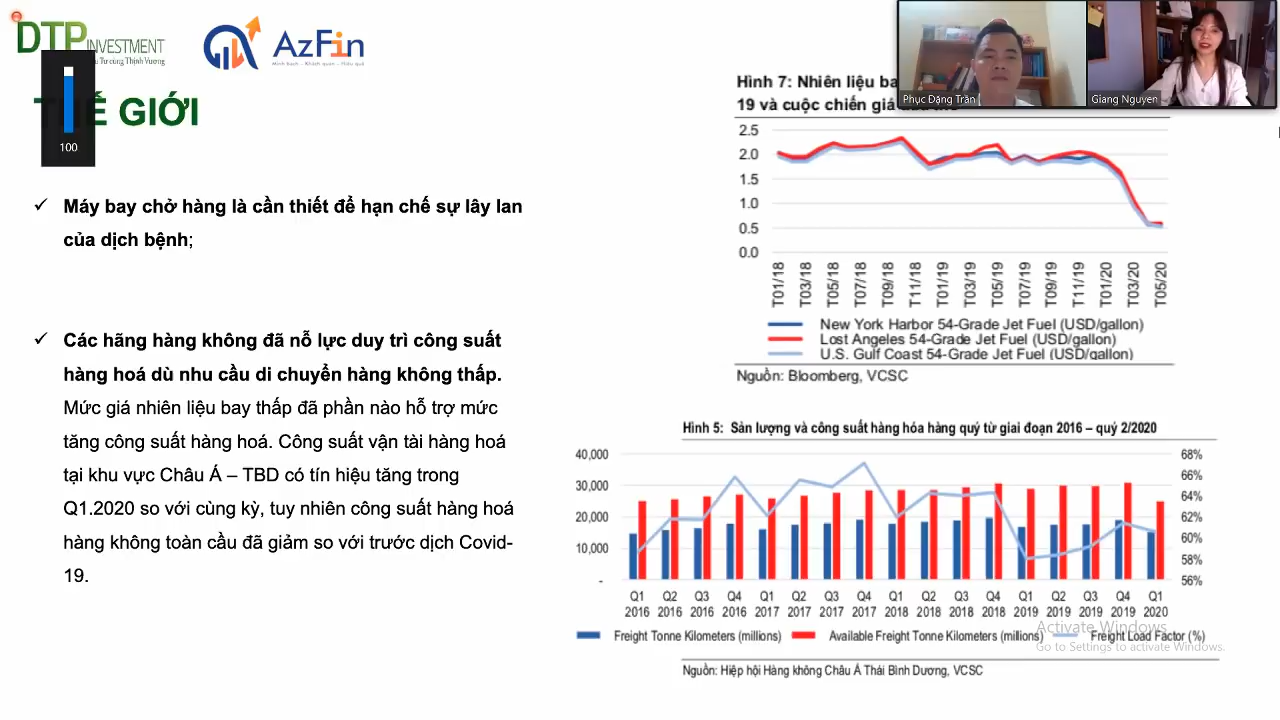 DTP INVESTMENT
AzFin
Minh bạch – Khách quan – Hiệu quả
THẾ GIỚI
100
✓ Máy bay chở hàng là cần thiết để hạn chế sự lây lan
của dịch bệnh;
✓ Các hãng hàng không đã nỗ lực duy trì công suất
hàng hoá dù nhu cầu di chuyển hàng không thấp.
Mức giá nhiên liệu bay thấp đã phần nào hỗ trợ mức
tăng công suất hàng hoá. Công suất vận tải hàng hoá
tại khu vực Châu Á – TBD có tín hiệu tăng trong
Q1.2020 so với cùng kỳ, tuy nhiên công suất hàng hoá
hàng không toàn cầu đã giảm so với trước dịch Covid-
19.
Phục Đặng Trần
Giang Nguyen
Hình 7: Nhiên liệu
19 và cuộc chiến giá
2.5
2.0
1.5
1.0
0.5
0.0
T01/18 T03/18 T05/18 T07/18 T09/18 T11/18 T01/19 T03/19 T05/19 T07/19 T09/19 T11/19 T01/20 T03/20 T05/20
New York Harbor 54-Grade Jet Fuel (USD/gallon)
Lost Angeles 54-Grade Jet Fuel (USD/gallon)
U.S. Gulf Coast 54-Grade Jet Fuel (USD/gallon)
Nguồn: Bloomberg, VCSC
Hình 5: Sản lượng và công suất hàng hóa hàng quý từ giai đoạn 2016 – quý 2/2020
40,000 68%
66%
30,000 64%
20,000 62%
60%
10,000 58%
- 56%
Q1 Q2 Q3 Q4 Q1 Q2 Q3 Q4 Q1 Q2 Q3 Q4 Q1 Q2 Q3 Q4 Q1
2016 2016 2016 2016 2017 2017 2017 2017 2018 2018 2018 2018 2019 2019 2019 2019 2020
Freight Tonne Kilometers (millions) Available Freight Tonne Kilometers (millions) Freight Load Factor (%)
Activate Windows
Go to Settings to activate Windows.
Nguồn: Hiệp hội Hàng không Châu Á Thái Bình Dương, VCSC